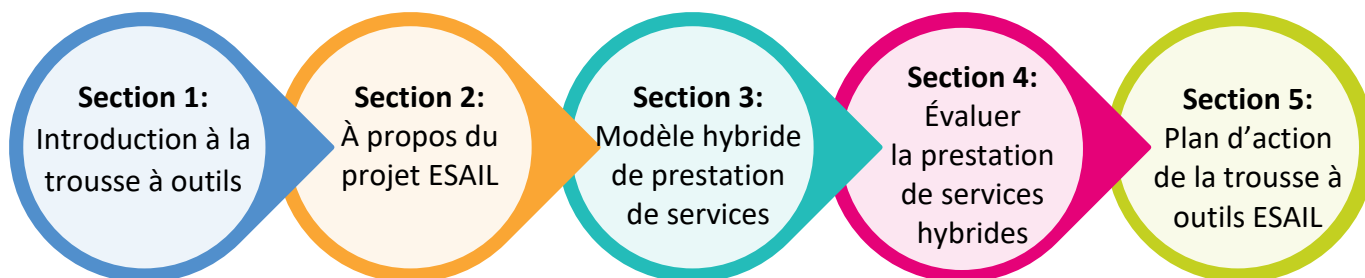 Section 1:
Introduction à la
trousse à outils
Section 2:
À propos du
projet ESAIL
Section 3:
Modèle hybride
de prestation
de services
Section 4:
Évaluer
la prestation
de services
hybrides
Section 5:
Plan d’action
de la trousse à
outils ESAIL